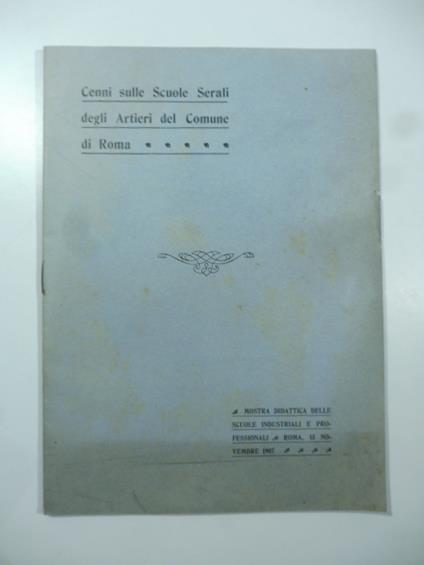 Cenni sulle Scuole Serali
degli Artieri del Comune
di Roma
MOSTRA DIDATTICA DELLE
SCUOLE INDUSTRIALI E PRO-
FESSIONALI ROMA, NO-
VEMBRE 1907